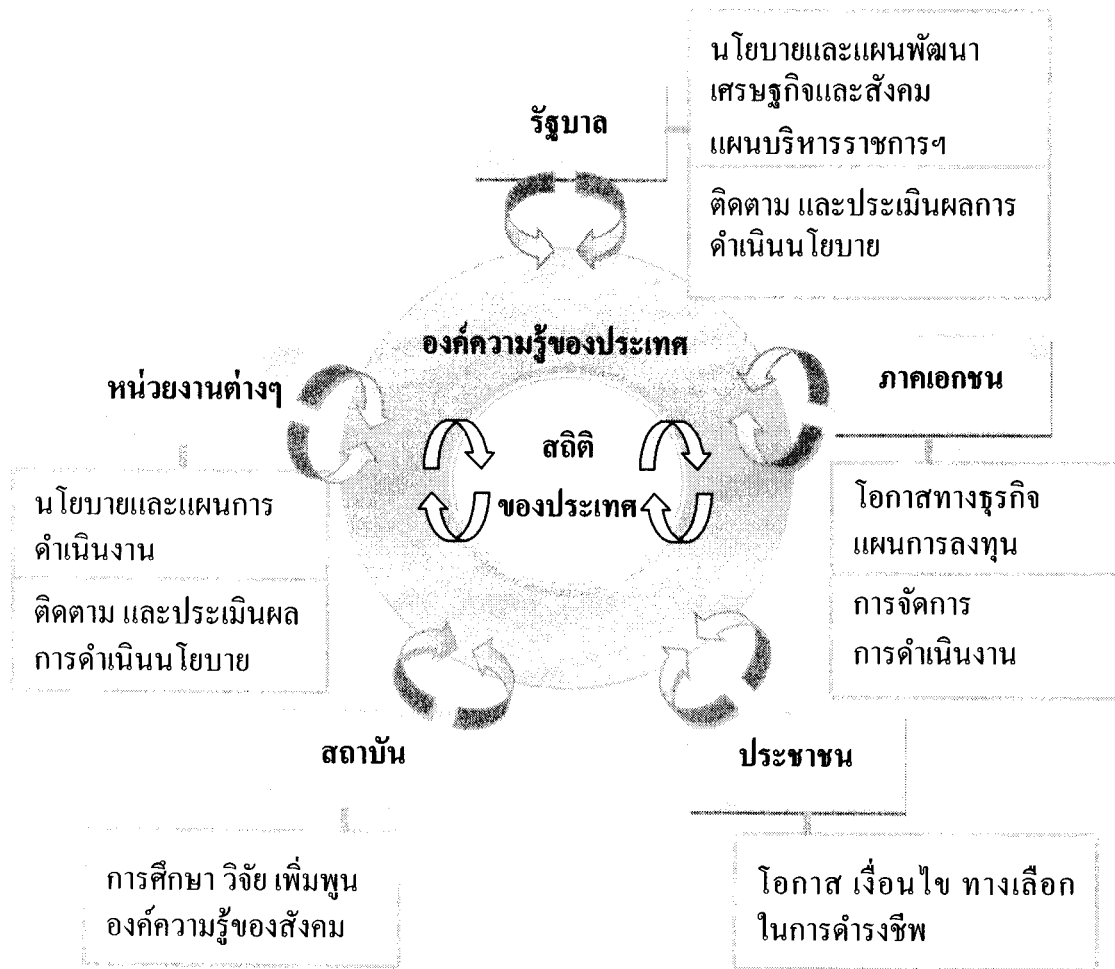 นโยบายและแผนพัฒนา
เศรษฐกิจและสังคม
แผนบริหารราชการฯ
รัฐบาล
ติดตาม และประเมินผลการ
ดำเนินนโยบาย
องค์ความรู้ของประเทศ
หน่วยงานต่างๆ
ภาคเอกชน
สถิติ
ของประเทศ
นโยบายและแผนการ
ดำเนินงาน
ติดตาม และประเมินผล
การดำเนินนโยบาย
โอกาสทางธุรกิจ
แผนการลงทุน
การจัดการ
การดำเนินงาน
สถาบัน
ประชาชน
การศึกษา วิจัย เพิ่มพูน
องค์ความรู้ของสังคม
โอกาส เงื่อนไข ทางเลือก
ในการดำรงชีพ